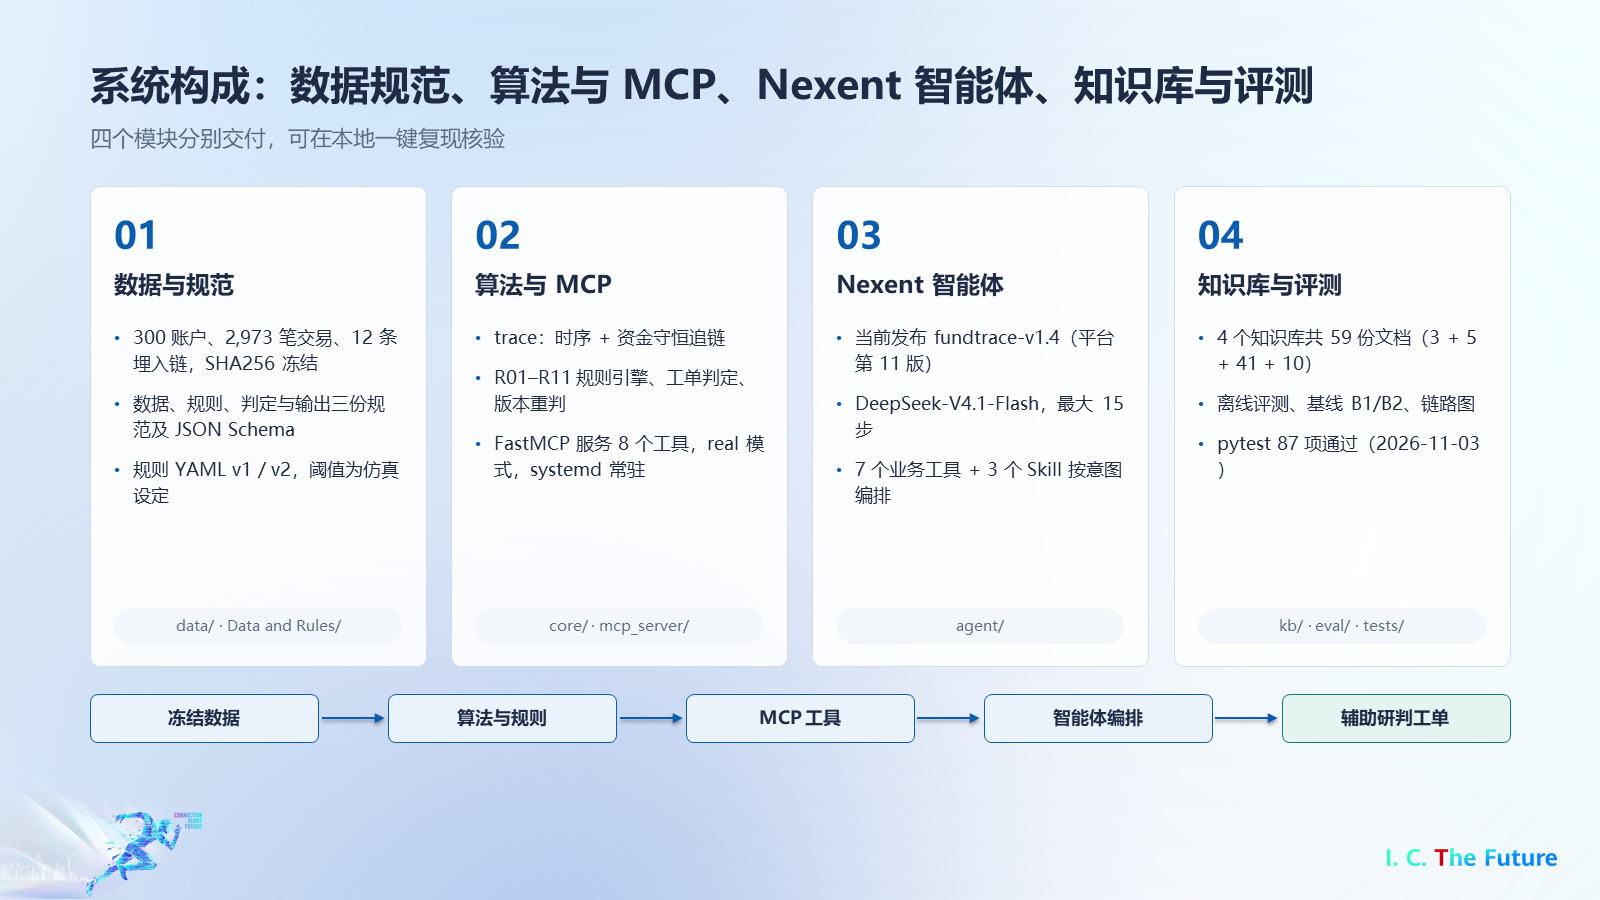 系统构成：数据规范、算法与 MCP、Nexent 智能体、知识库与评测
四个模块分别交付，可在本地一键复现核验
01
数据与规范
• 300 账户、2,973 笔交易、12 条
埋入链，SHA256 冻结
• 数据、规则、判定与输出三份规
范及 JSON Schema
• 规则 YAML v1 / v2，阈值为仿真
设定
data/ · Data and Rules/
02
算法与 MCP
• trace：时序 + 资金守恒追链
• R01–R11 规则引擎、工单判定、
版本重判
• FastMCP 服务 8 个工具，real 模
式，systemd 常驻
core/ · mcp_server/
03
Nexent 智能体
• 当前发布 fundtrace-v1.4（平台
第 11 版）
• DeepSeek-V4.1-Flash，最大 15
步
• 7 个业务工具 + 3 个 Skill 按意图
编排
agent/
04
知识库与评测
• 4 个知识库共 59 份文档（3 + 5
+ 41 + 10）
• 离线评测、基线 B1/B2、链路图
• pytest 87 项通过（2026-11-03
）
kb/ · eval/ · tests/
冻结数据
算法与规则
MCP 工具
智能体编排
辅助研判工单
CONNECTION
GLORY
FUTURE
I. C. The Future